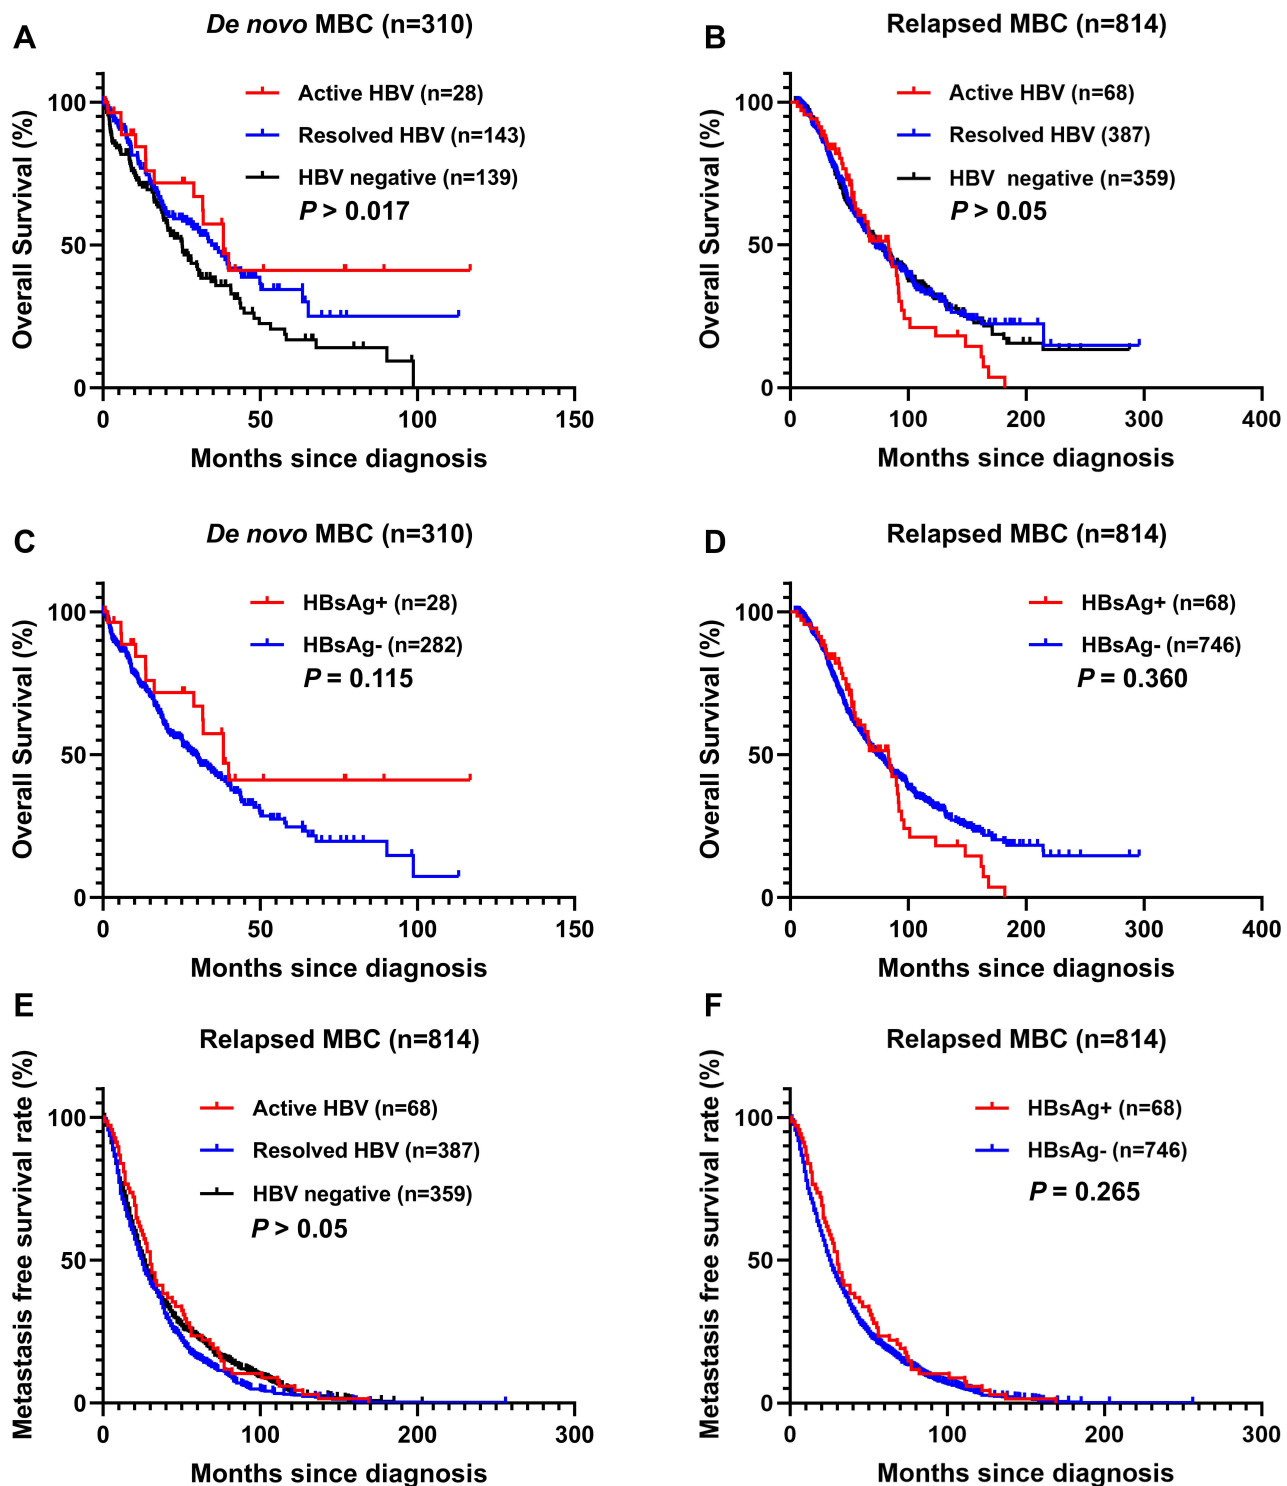 A
De novo MBC (n=310)
Overall Survival (%)
Active HBV (n=28)
Resolved HBV (n=143)
HBV negative (n=139)
P > 0.017
100
50
0
0 50 100 150
Months since diagnosis
B
Relapsed MBC (n=814)
Overall Survival (%)
Active HBV (n=68)
Resolved HBV (387)
HBV negative (n=359)
P > 0.05
100
50
0
0 100 200 300 400
Months since diagnosis
C
De novo MBC (n=310)
Overall Survival (%)
HBsAg+ (n=28)
HBsAg- (n=282)
P = 0.115
100
50
0
0 50 100 150
Months since diagnosis
D
Relapsed MBC (n=814)
Overall Survival (%)
HBsAg+ (n=68)
HBsAg- (n=746)
P = 0.360
100
50
0
0 100 200 300 400
Months since diagnosis
E
Relapsed MBC (n=814)
Metastasis free survival rate (%)
Active HBV (n=68)
Resolved HBV (n=387)
HBV negative (n=359)
P > 0.05
100
50
0
0 100 200 300
Months since diagnosis
F
Relapsed MBC (n=814)
Metastasis free survival rate (%)
HBsAg+ (n=68)
HBsAg- (n=746)
P = 0.265
100
50
0
0 100 200 300
Months since diagnosis